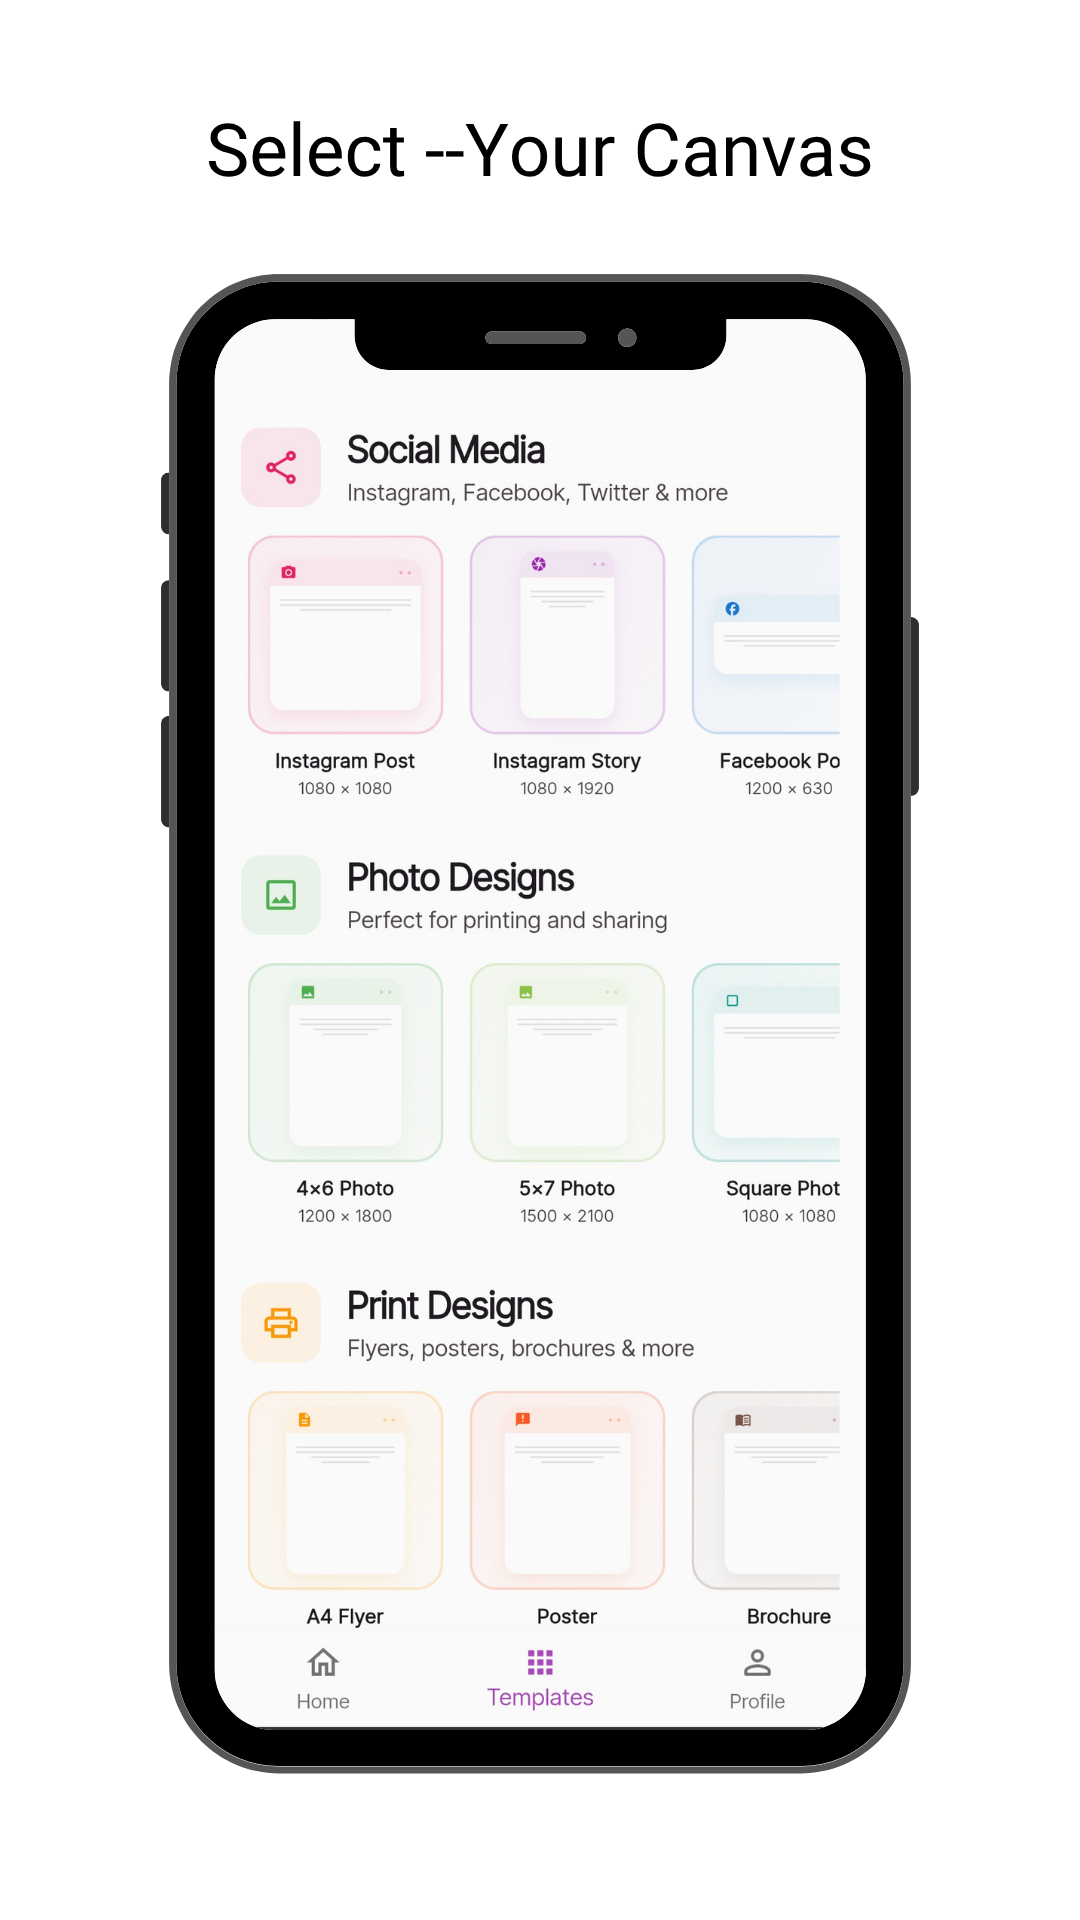 Select --Your Canvas
Social Media
Instagram, Facebook, Twitter & more
Instagram Post
Instagram Story
Facebook Po
1080 × 1080
1080 × 1920
1200 × 630
Photo Designs
Perfect for printing and sharing
4×6 Photo
5×7 Photo
Square Phot
1200 × 1800
1500 × 2100
1080 × 1080
Print Designs
Flyers, posters, brochures & more
A4 Flyer
Poster
Brochure
Home
Templates
Profile